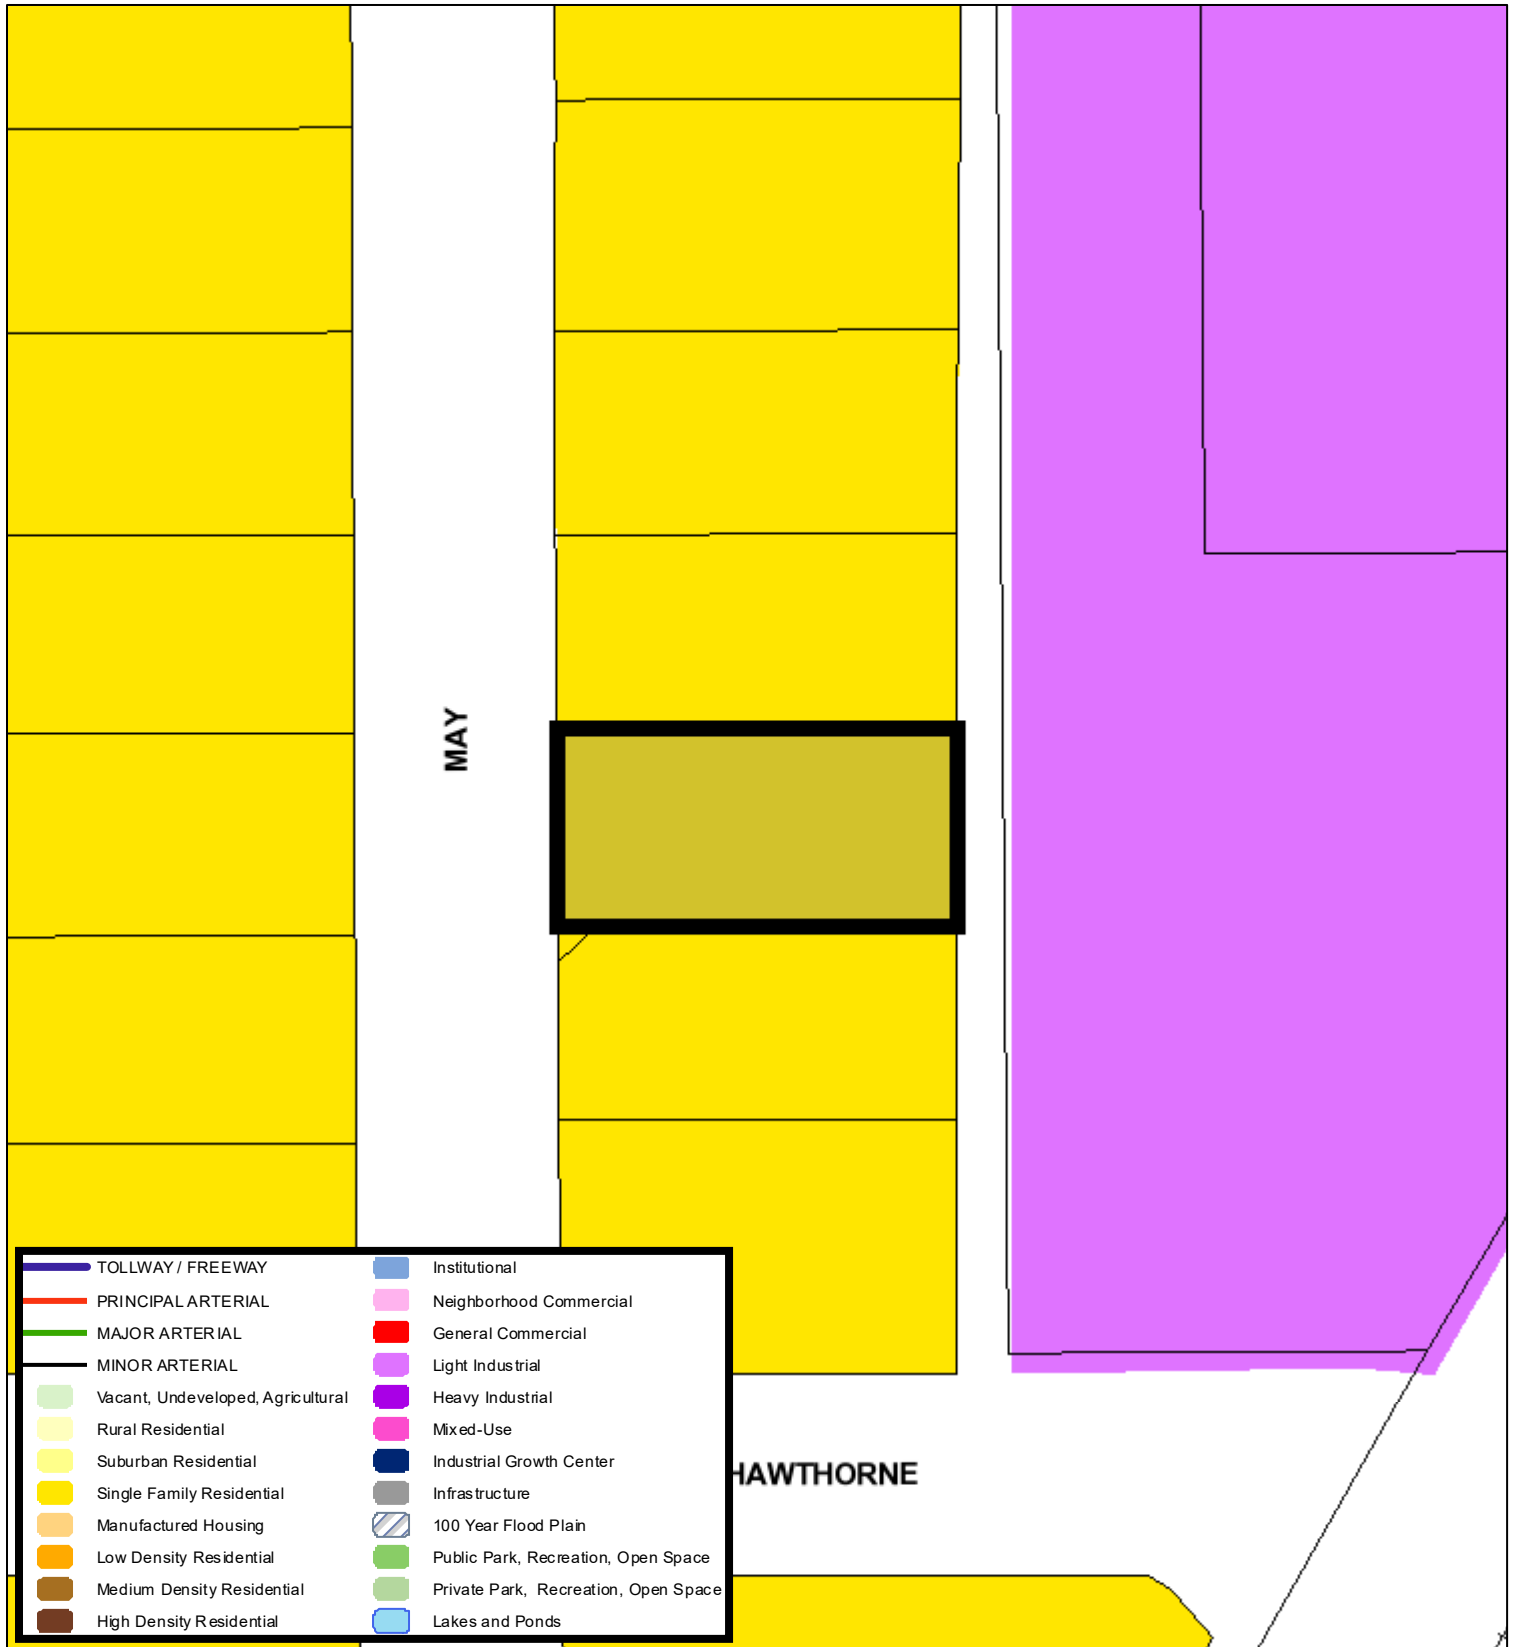 MAY
TOLLWAY / FREEWAY
PRINCIPAL ARTERIAL
MAJOR ARTERIAL
MINOR ARTERIAL
Vacant, Undeveloped, Agricultural
Rural Residential
Suburban Residential
Single Family Residential
Manufactured Housing
Low Density Residential
Medium Density Residential
High Density Residential
Institutional
Neighborhood Commercial
General Commercial
Light Industrial
Heavy Industrial
Mixed-Use
Industrial Growth Center
Infrastructure
100 Year Flood Plain
Public Park, Recreation, Open Space
Private Park, Recreation, Open Space
Lakes and Ponds
HAWTHORNE